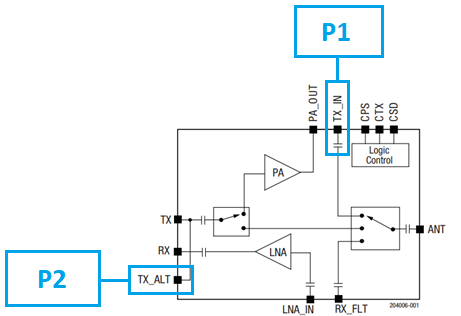 P1
PA_OUT
TX_IN
CPS
CTX
CSD
Logic
Control
PA
TX
RX
LNA
ANT
P2
TX_ALT
LNA_IN
RX_FLT
204006-001